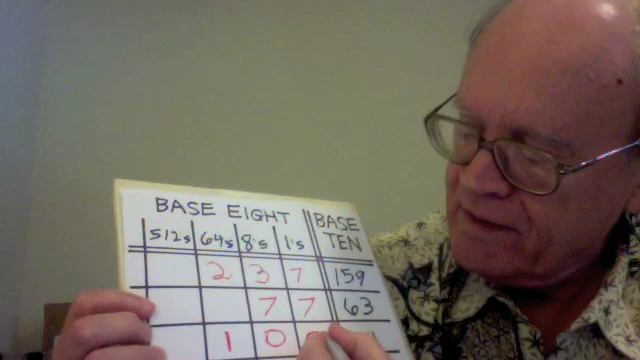 BASE EIGHT BASE TEN
512s 64s 8's 1's
2 3 7 159
7 7 63
1 0